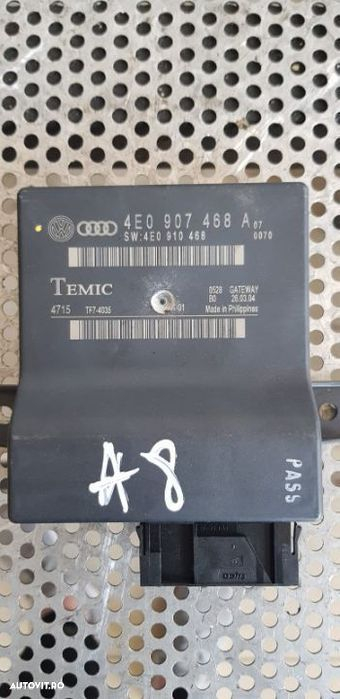 4E0 907 468 A 07
SW:4E0 910 468 0070
TEMIC
0528 GATEWAY
4715 TF7-4035 B0 26.03.04
Made in Philippines
A8
PASS
AUTOVIT.RO